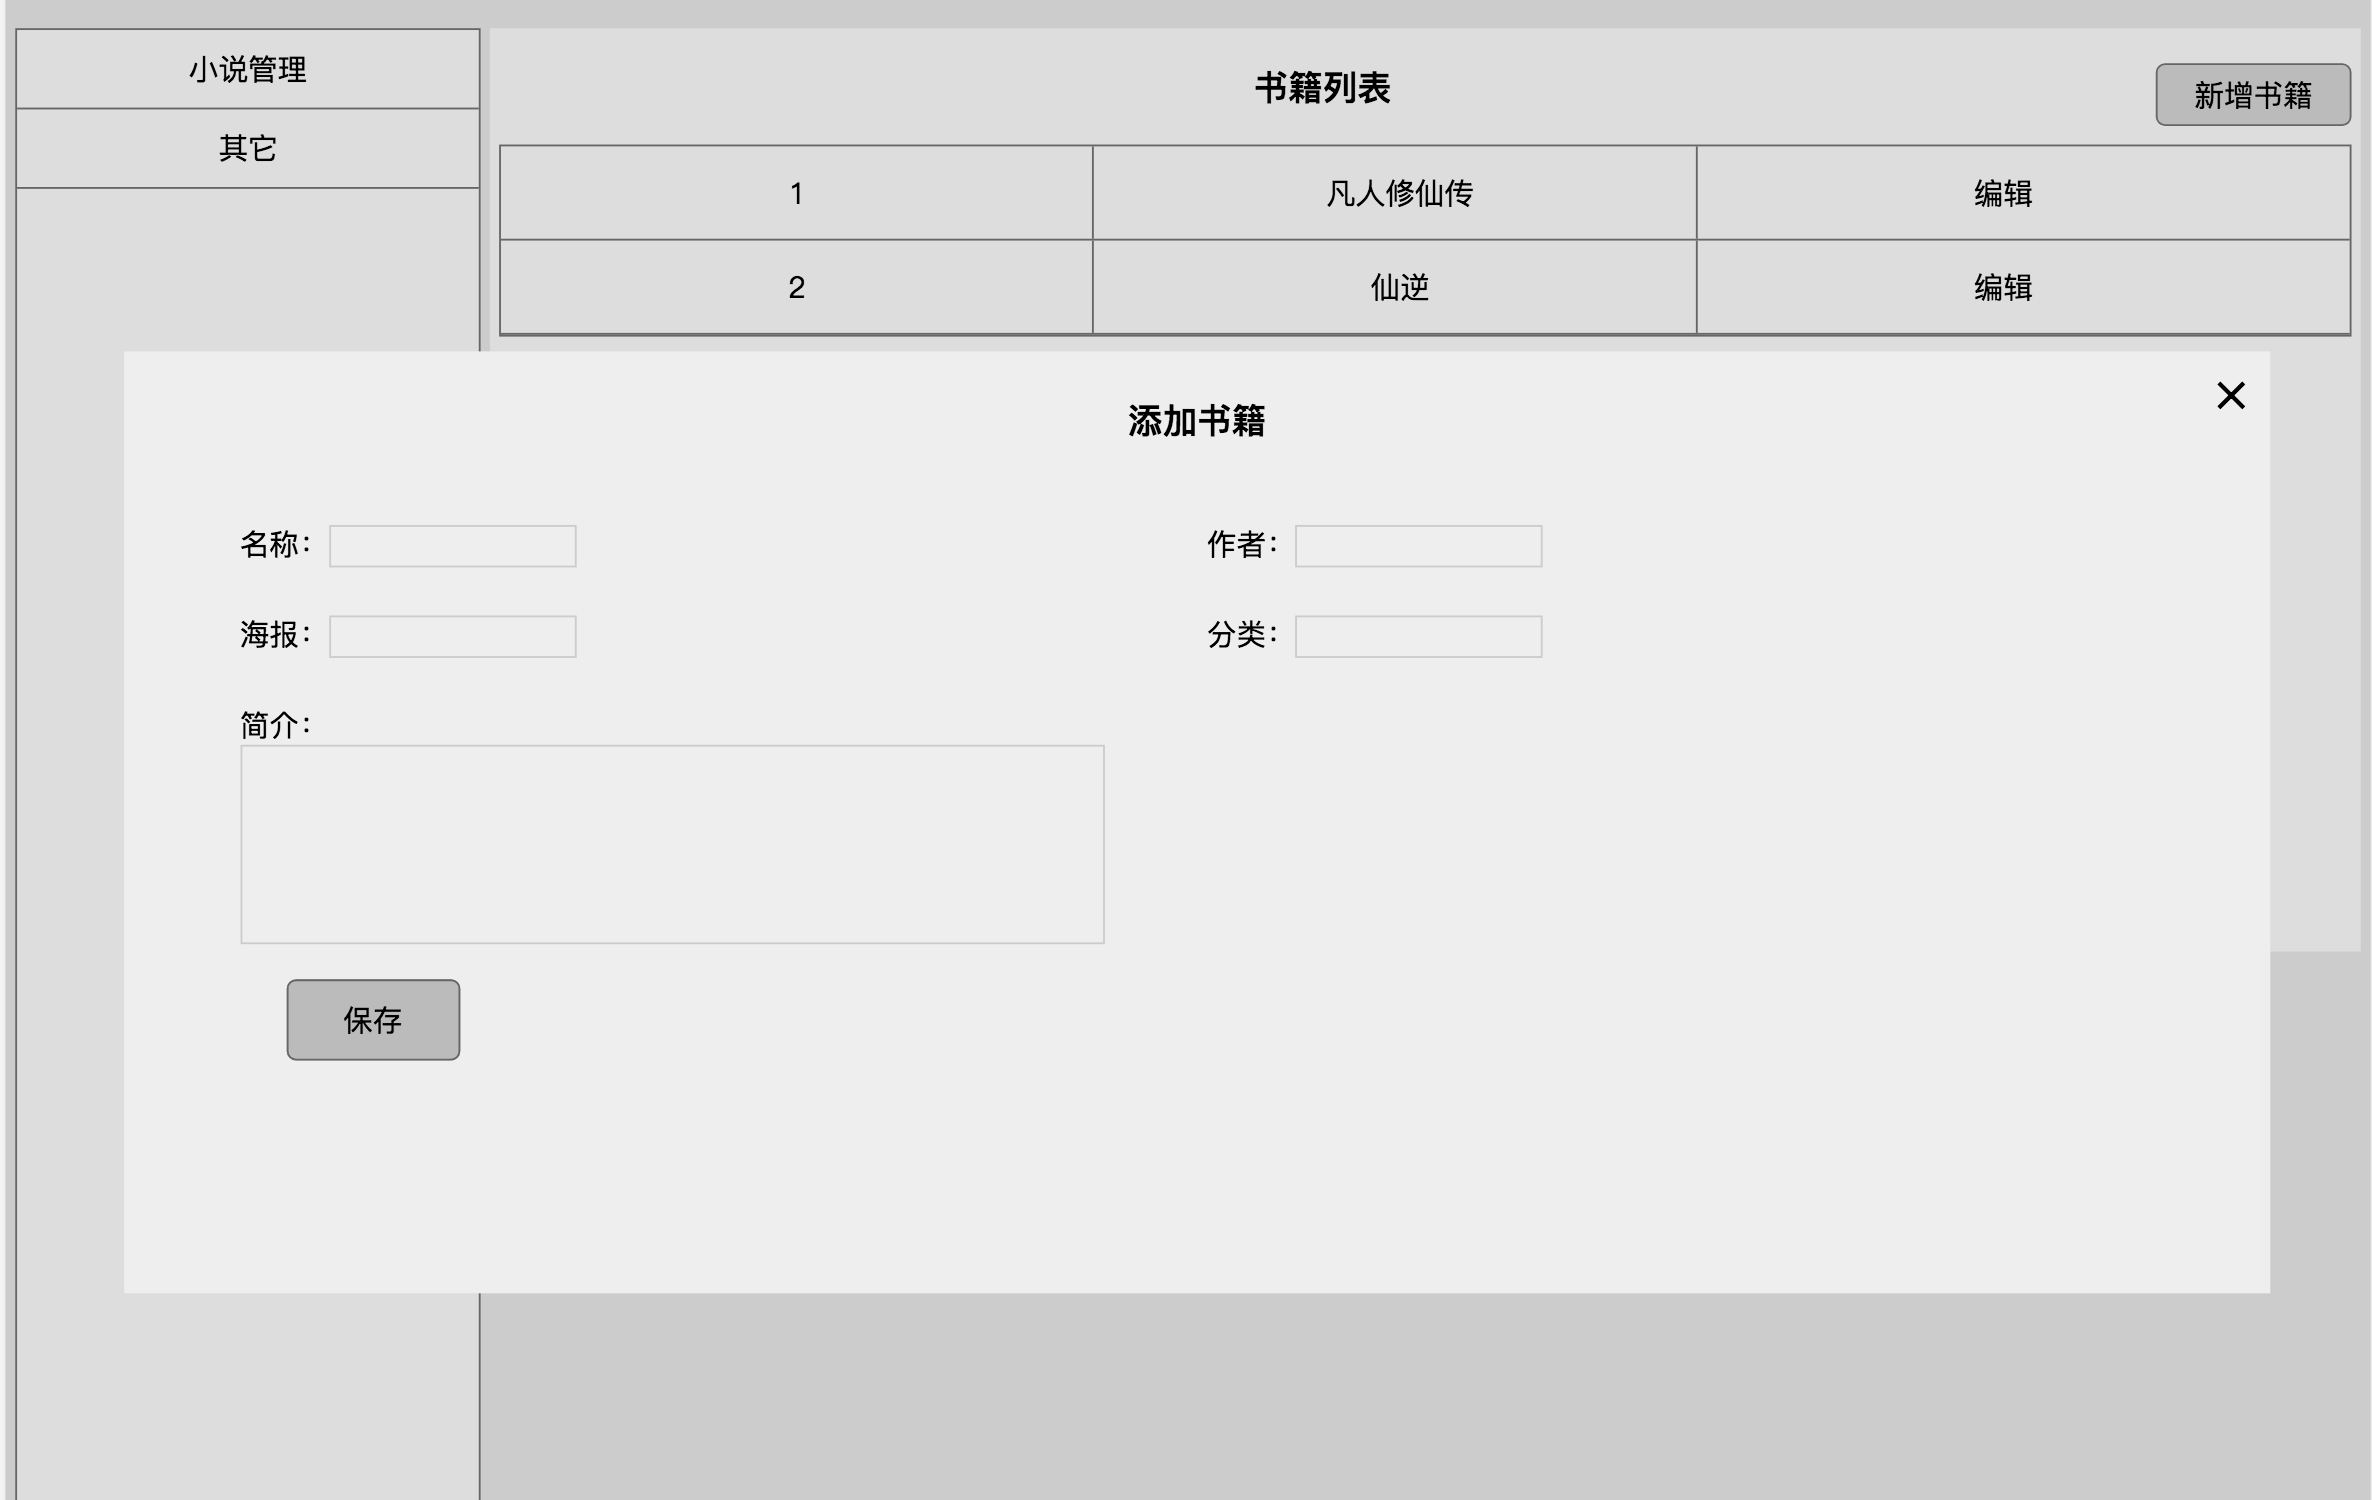 小说管理
其它
书籍列表
新增书籍
1 凡人修仙传 编辑
2 仙逆 编辑
添加书籍
名称： 作者：
海报： 分类：
简介：
保存